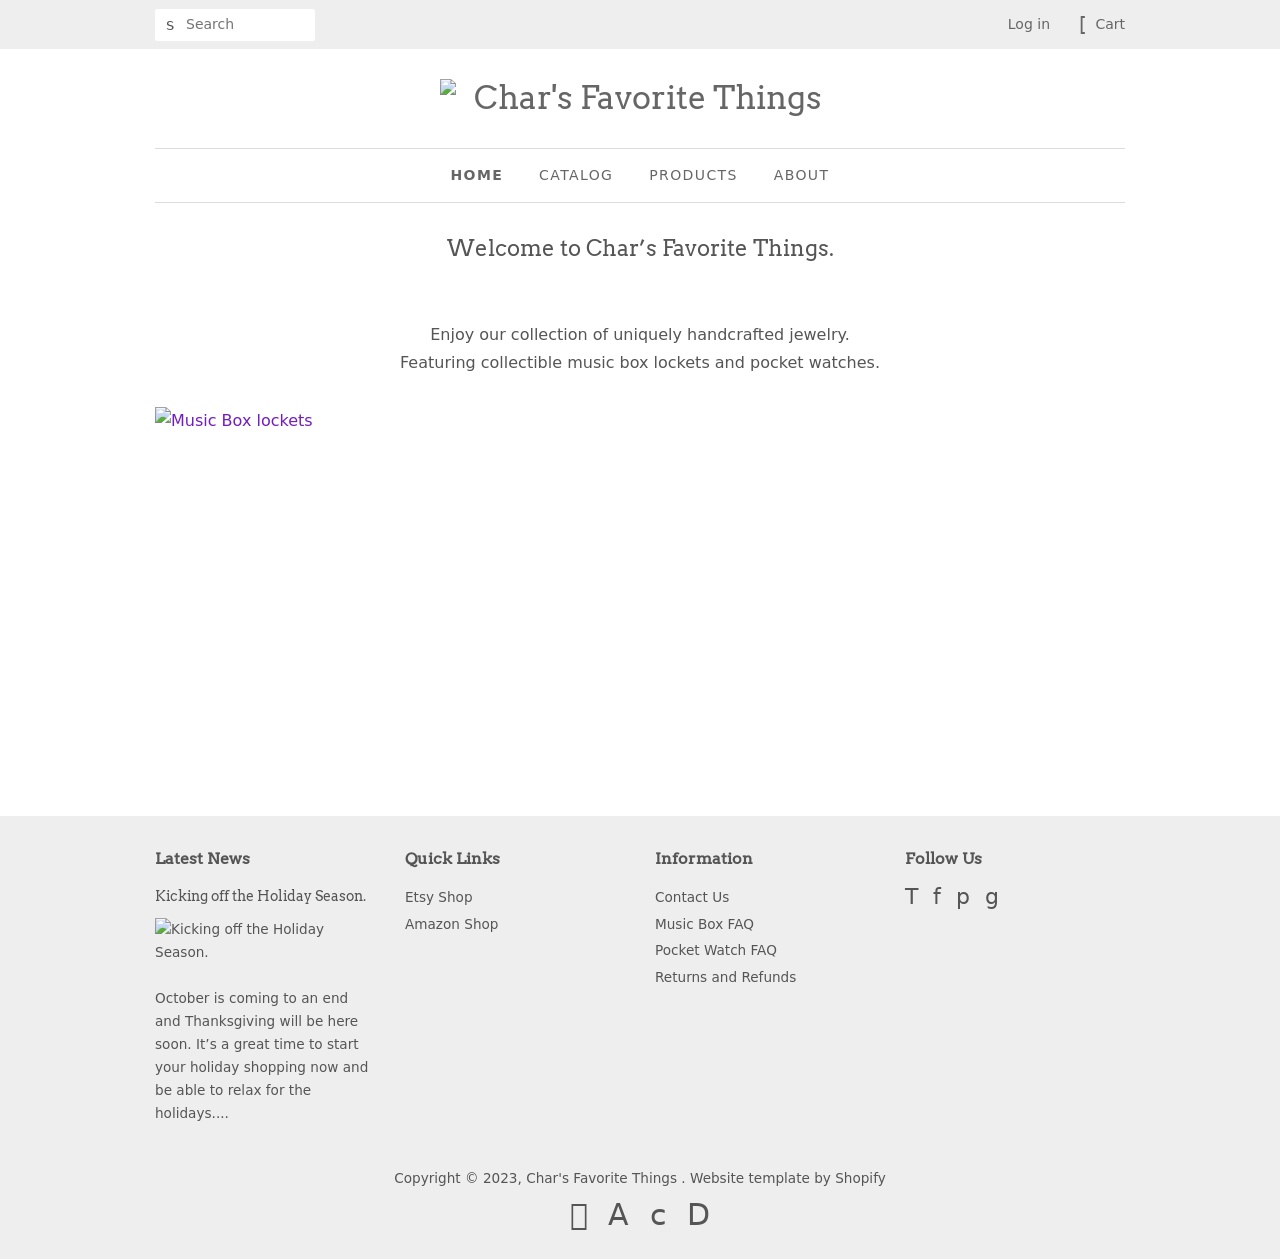 s Search
Log in
[ Cart
Char's Favorite Things
HOME
CATALOG
PRODUCTS
ABOUT
Welcome to Char’s Favorite Things.
Enjoy our collection of uniquely handcrafted jewelry.
Featuring collectible music box lockets and pocket watches.
Music Box lockets
Latest News
Kicking off the Holiday Season.
Kicking off the Holiday
Season.
October is coming to an end
and Thanksgiving will be here
soon. It’s a great time to start
your holiday shopping now and
be able to relax for the
holidays....
Quick Links
Etsy Shop
Amazon Shop
Information
Contact Us
Music Box FAQ
Pocket Watch FAQ
Returns and Refunds
Follow Us
T f p g
Copyright © 2023, Char's Favorite Things . Website template by Shopify
A c D